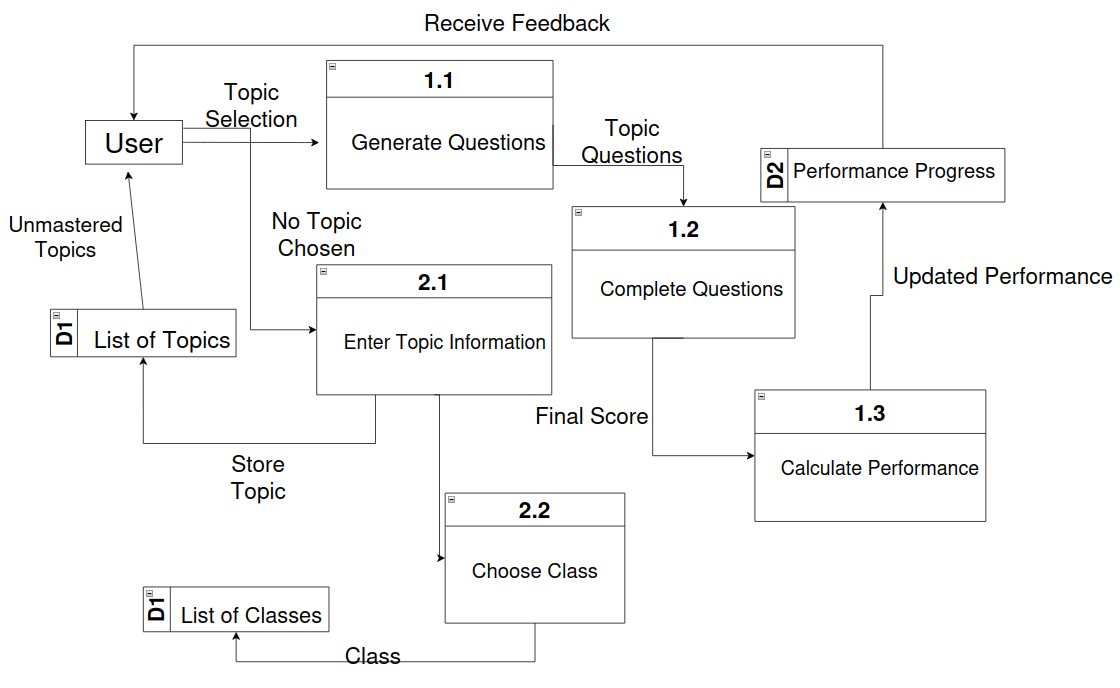 Receive Feedback
1.1
Topic
Selection
User
Generate Questions
Topic
Questions
D2
Performance Progress
Unmastered
Topics
No Topic
Chosen
1.2
2.1
Updated Performance
Complete Questions
D1
List of Topics
Enter Topic Information
Final Score
1.3
Store
Topic
Calculate Performance
2.2
Choose Class
D1
List of Classes
Class